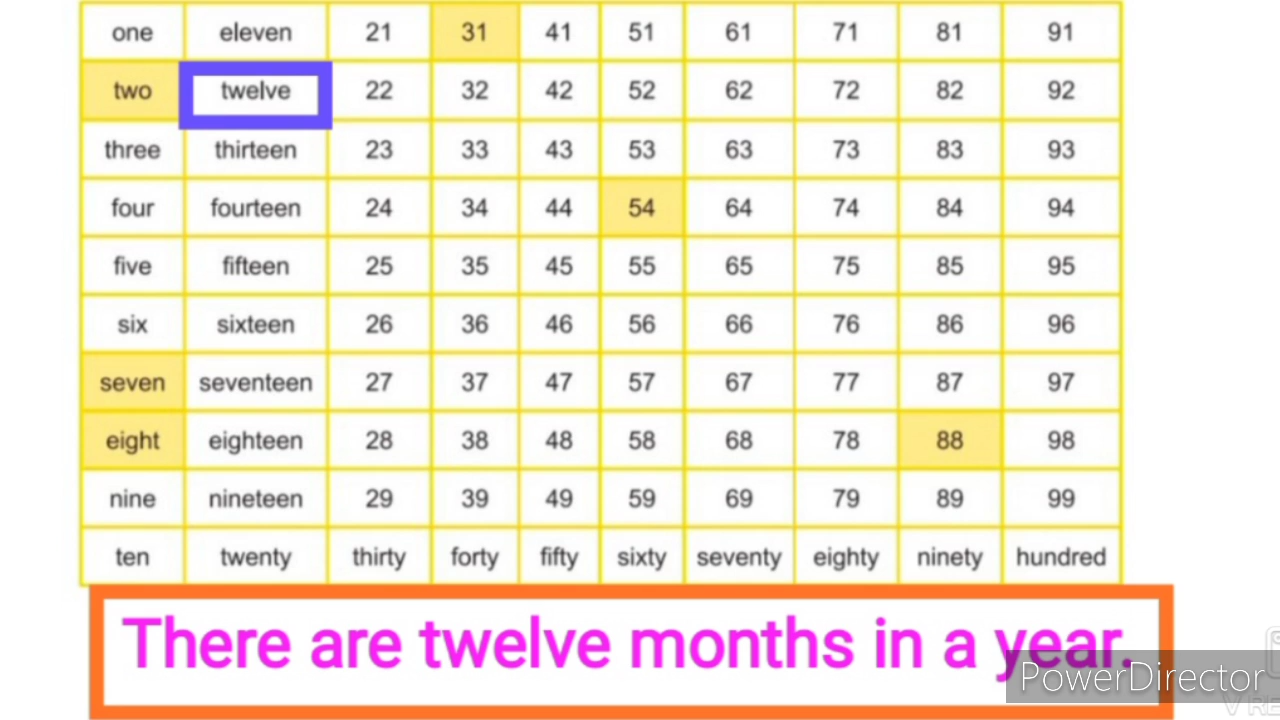 one eleven 21 31 41 51 61 71 81 91
two twelve 22 32 42 52 62 72 82 92
three thirteen 23 33 43 53 63 73 83 93
four fourteen 24 34 44 54 64 74 84 94
five fifteen 25 35 45 55 65 75 85 95
six sixteen 26 36 46 56 66 76 86 96
seven seventeen 27 37 47 57 67 77 87 97
eight eighteen 28 38 48 58 68 78 88 98
nine nineteen 29 39 49 59 69 79 89 99
ten twenty thirty forty fifty sixty seventy eighty ninety hundred
There are twelve months in a year.
PowerDirector